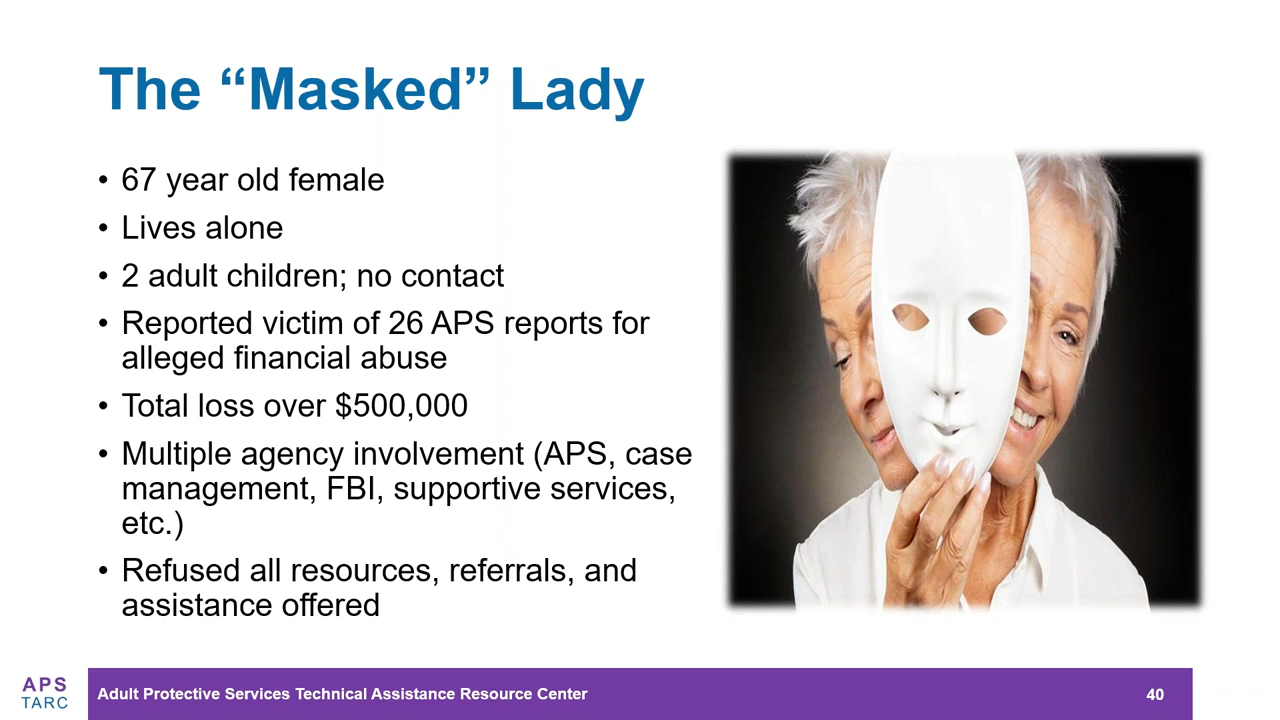 The “Masked” Lady
• 67 year old female
• Lives alone
• 2 adult children; no contact
• Reported victim of 26 APS reports for
alleged financial abuse
• Total loss over $500,000
• Multiple agency involvement (APS, case
management, FBI, supportive services,
etc.)
• Refused all resources, referrals, and
assistance offered
APS
TARC
Adult Protective Services Technical Assistance Resource Center
40